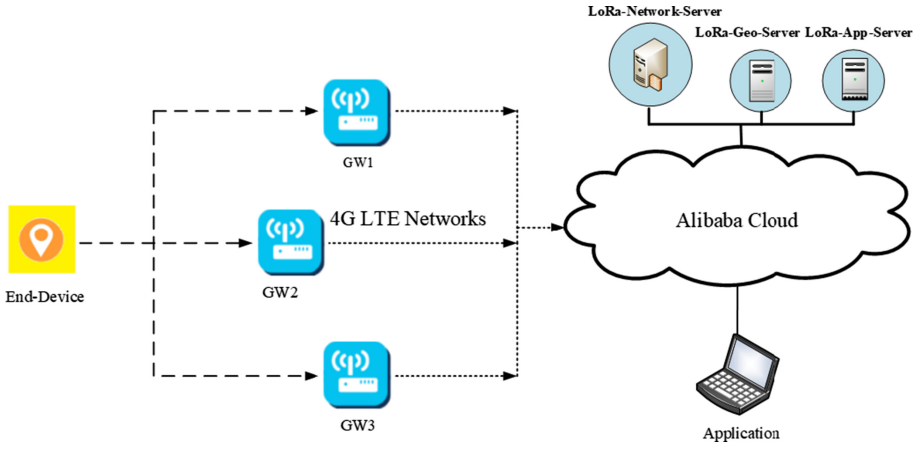 LoRa-Network-Server
LoRa-Geo-Server LoRa-App-Server
GW1
4G LTE Networks
Alibaba Cloud
End-Device
GW2
GW3
Application